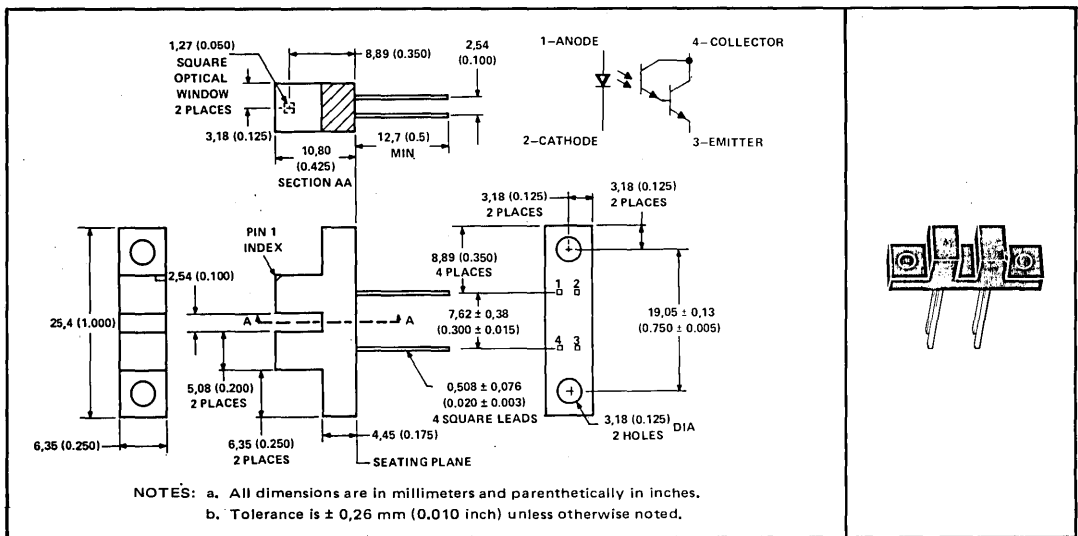 1,27 (0.050)
SQUARE
OPTICAL
WINDOW
2 PLACES
8,89 (0.350)
2,54
(0.100)
3,18 (0.125)
10,80
(0.425)
SECTION AA
12,7 (0.5)
MIN
1–ANODE
4–COLLECTOR
2–CATHODE
3–EMITTER
3,18 (0.125)
2 PLACES
3,18 (0.125)
2 PLACES
PIN 1
INDEX
8,89 (0.350)
4 PLACES
2,54 (0.100)
1 2
25,4 (1.000)
A
A
7,62 ± 0,38
(0.300 ± 0.015)
19,05 ± 0,13
(0.750 ± 0.005)
4 3
5,08 (0.200)
2 PLACES
0,508 ± 0,076
(0.020 ± 0.003)
4 SQUARE LEADS
3,18 (0.125) DIA
2 HOLES
6,35 (0.250)
6,35 (0.250)
2 PLACES
4,45 (0.175)
SEATING PLANE
NOTES: a. All dimensions are in millimeters and parenthetically in inches.
b. Tolerance is ± 0,26 mm (0.010 inch) unless otherwise noted.